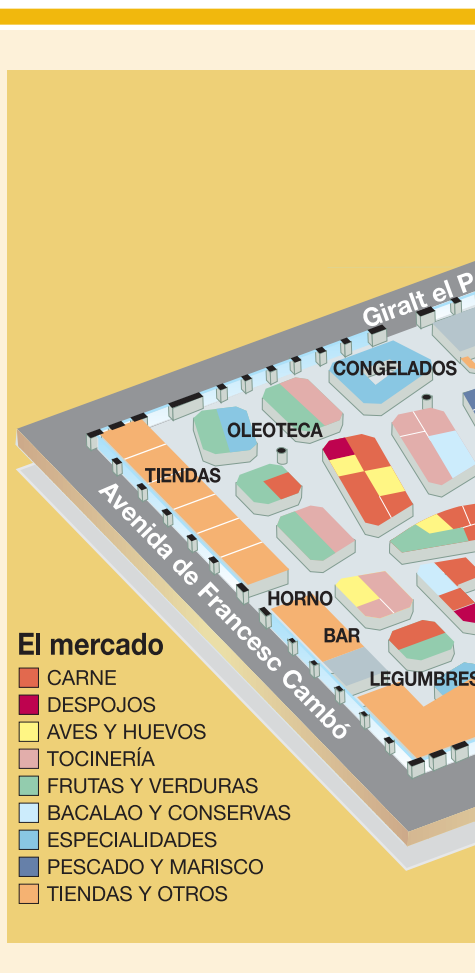 Giralt el P
CONGELADOS
OLEOTECA
TIENDAS
Avenida de Francesc Cambó
HORNO
BAR
LEGUMBRES
El mercado
CARNE
DESPOJOS
AVES Y HUEVOS
TOCINERÍA
FRUTAS Y VERDURAS
BACALAO Y CONSERVAS
ESPECIALIDADES
PESCADO Y MARISCO
TIENDAS Y OTROS